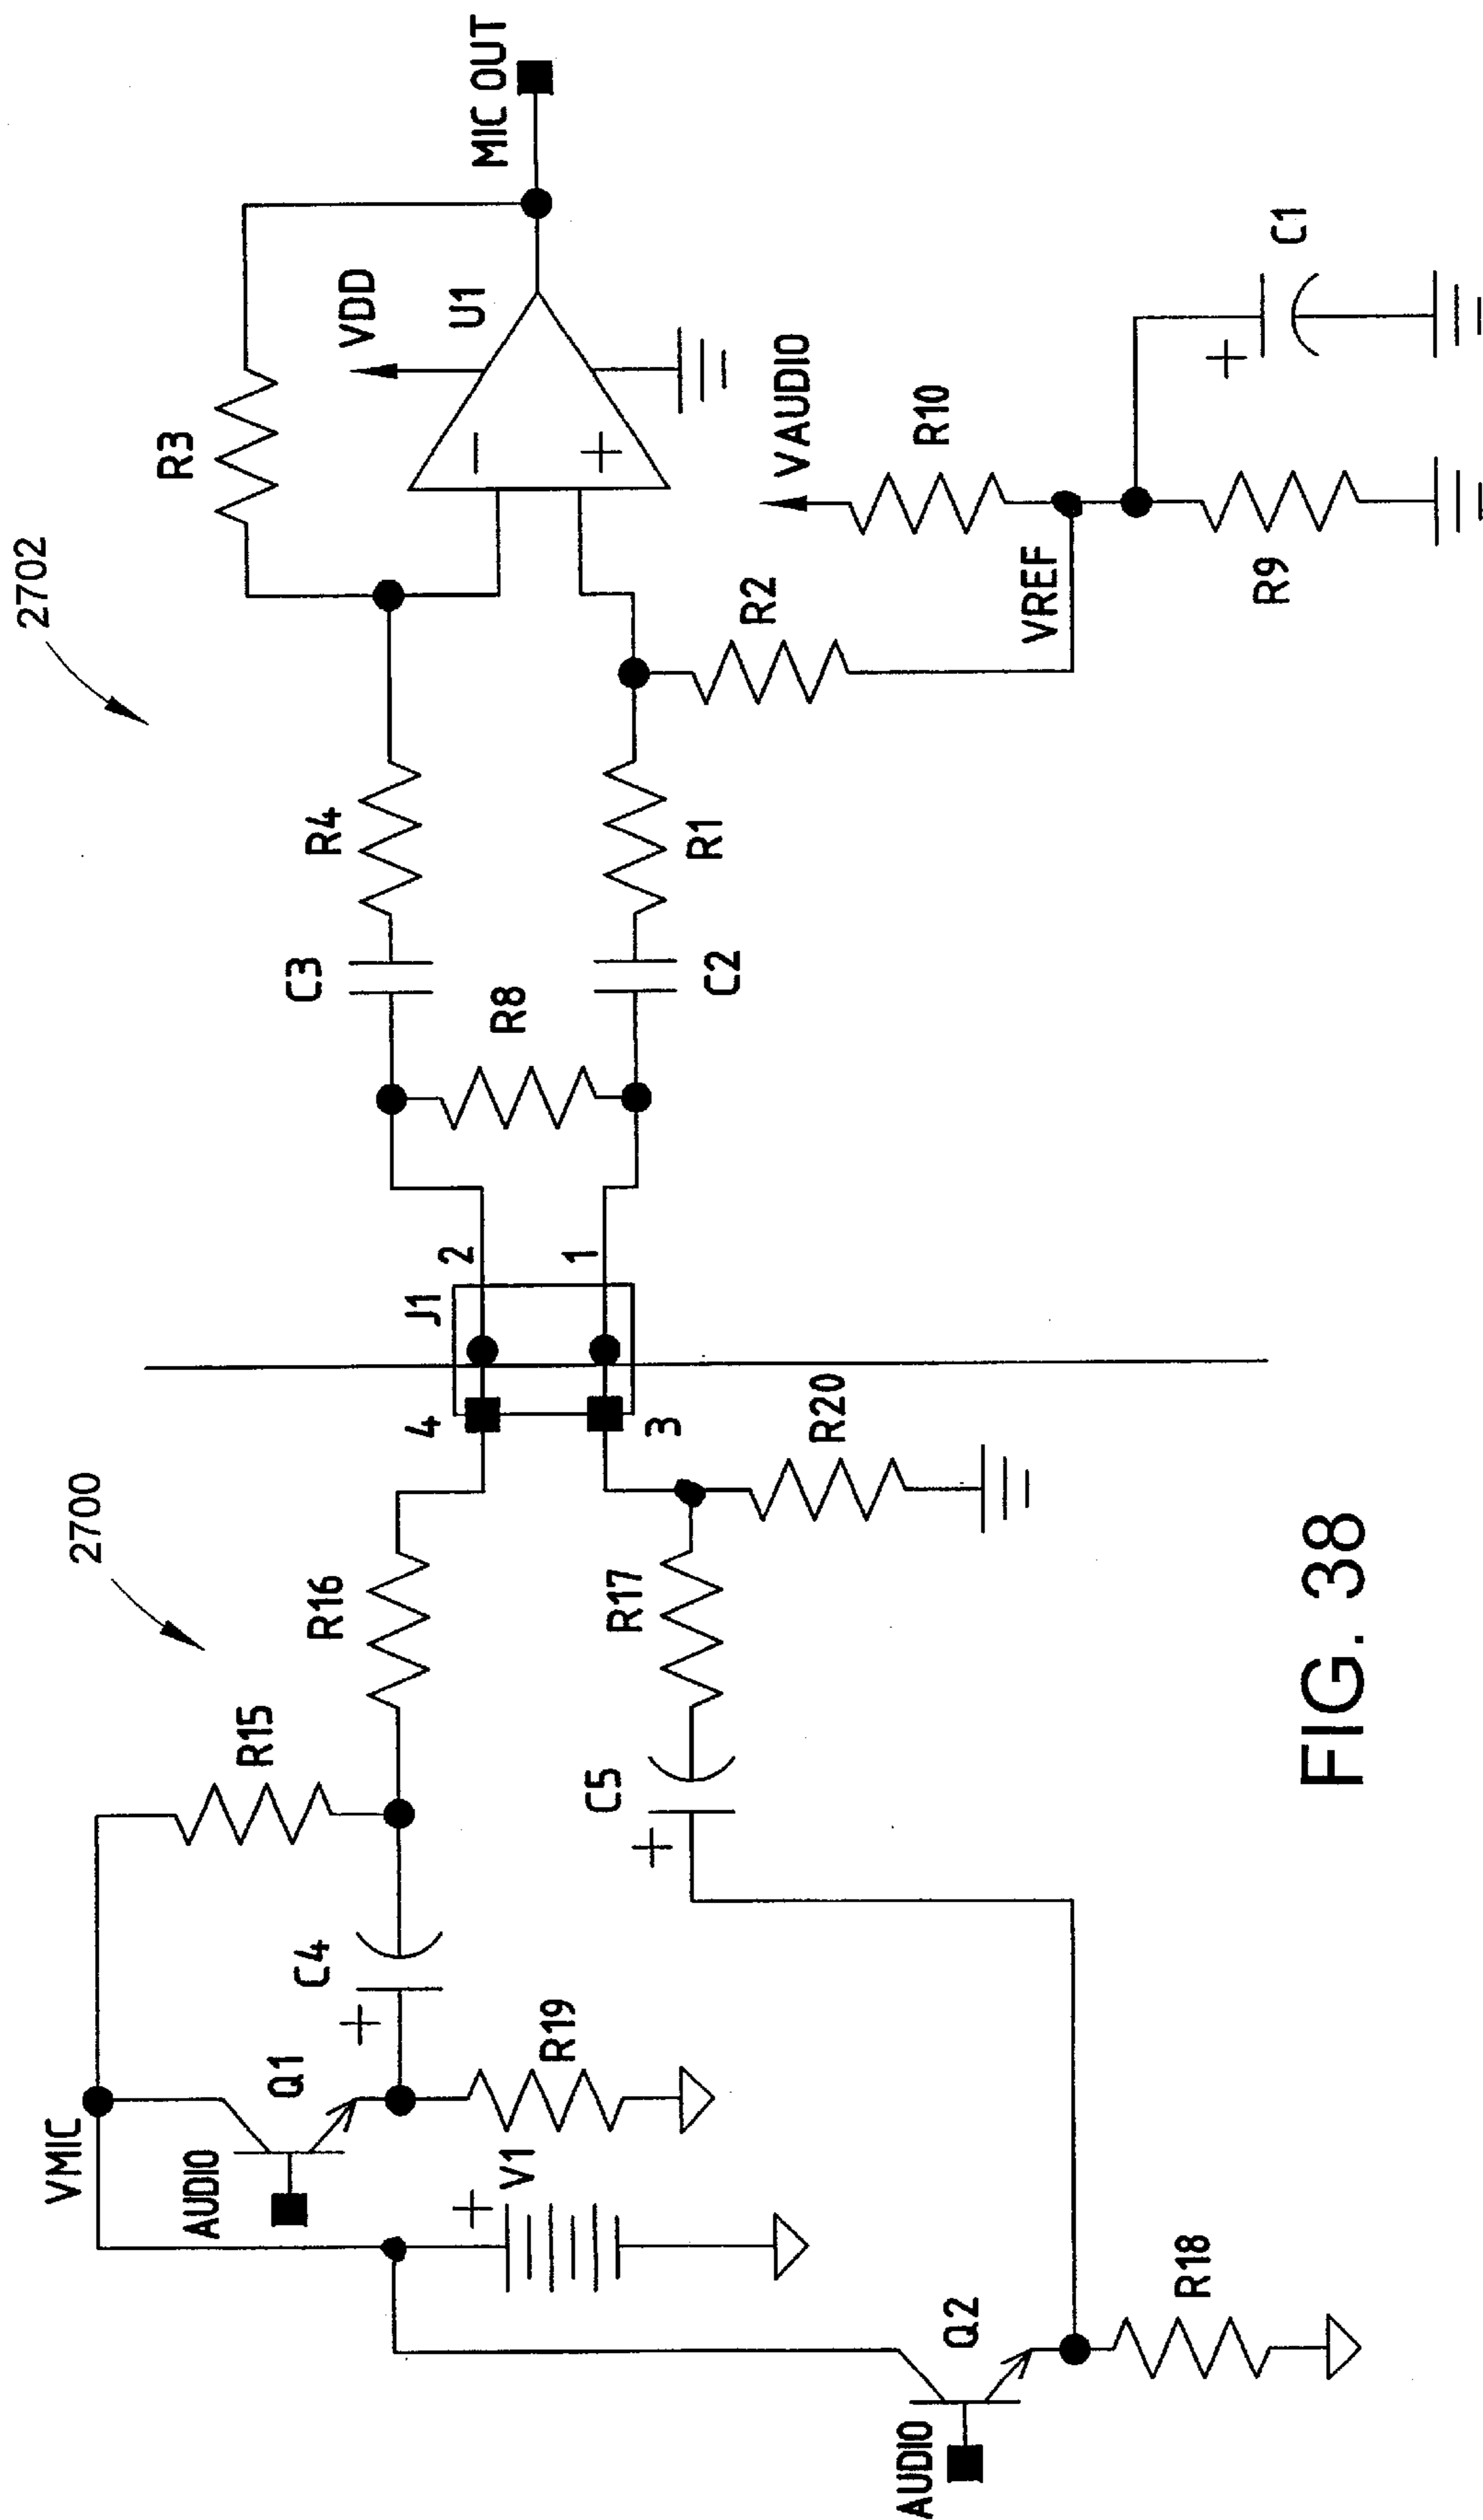 2700
2702
VMIC
AUDIO
Q1
R15
C4
+
R16
R19
V1
+
AUDIO
Q2
R18
C5
+
R17
R20
J1
4
2
3
1
C3
R4
R8
C2
R1
R3
VDD
U1
−
+
MIC OUT
R2
VREF
VAUDIO
R10
R9
C1
+
FIG. 38